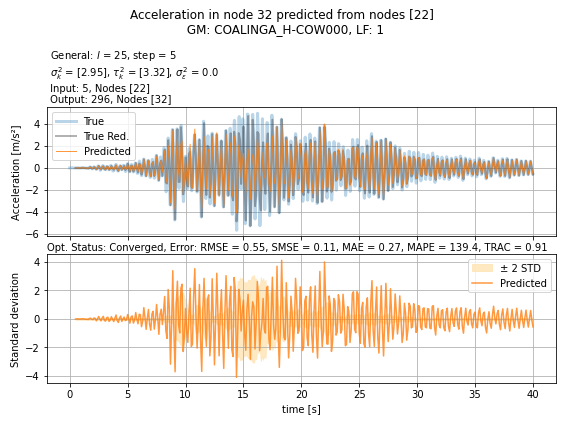 Acceleration in node 32 predicted from nodes [22]
GM: COALINGA_H-COW000, LF: 1
General: l = 25, step = 5
σ²ₖ = [2.95], τ²ₖ = [3.32], σ²ε = 0.0
Input: 5, Nodes [22]
Output: 296, Nodes [32]
True
True Red.
Predicted
Acceleration [m/s²]
4
2
0
−2
−4
−6
Opt. Status: Converged, Error: RMSE = 0.55, SMSE = 0.11, MAE = 0.27, MAPE = 139.4, TRAC = 0.91
± 2 STD
Predicted
Standard deviation
4
2
0
−2
−4
0 5 10 15 20 25 30 35 40
time [s]